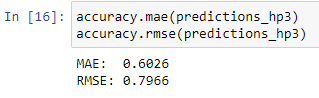 In [16]: accuracy.mae(predictions_hp3)
accuracy.rmse(predictions_hp3)
MAE:  0.6026
RMSE: 0.7966